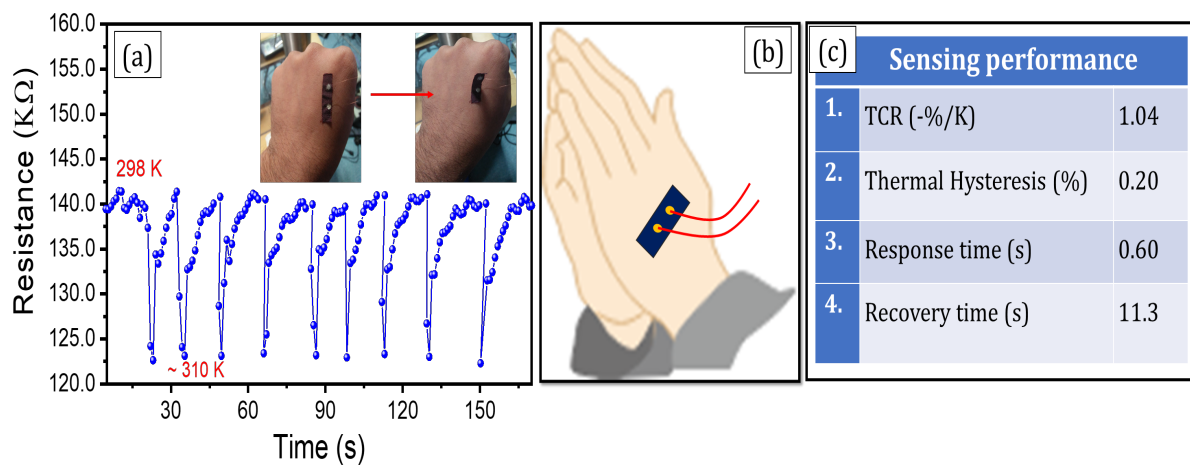 (a)
Resistance (KΩ)
160.0
155.0
150.0
145.0
140.0
135.0
130.0
125.0
120.0
298 K
~ 310 K
30
60
90
120
150
Time (s)
(b)
(c)
Sensing performance
1. TCR (-%/K) 1.04
2. Thermal Hysteresis (%) 0.20
3. Response time (s) 0.60
4. Recovery time (s) 11.3